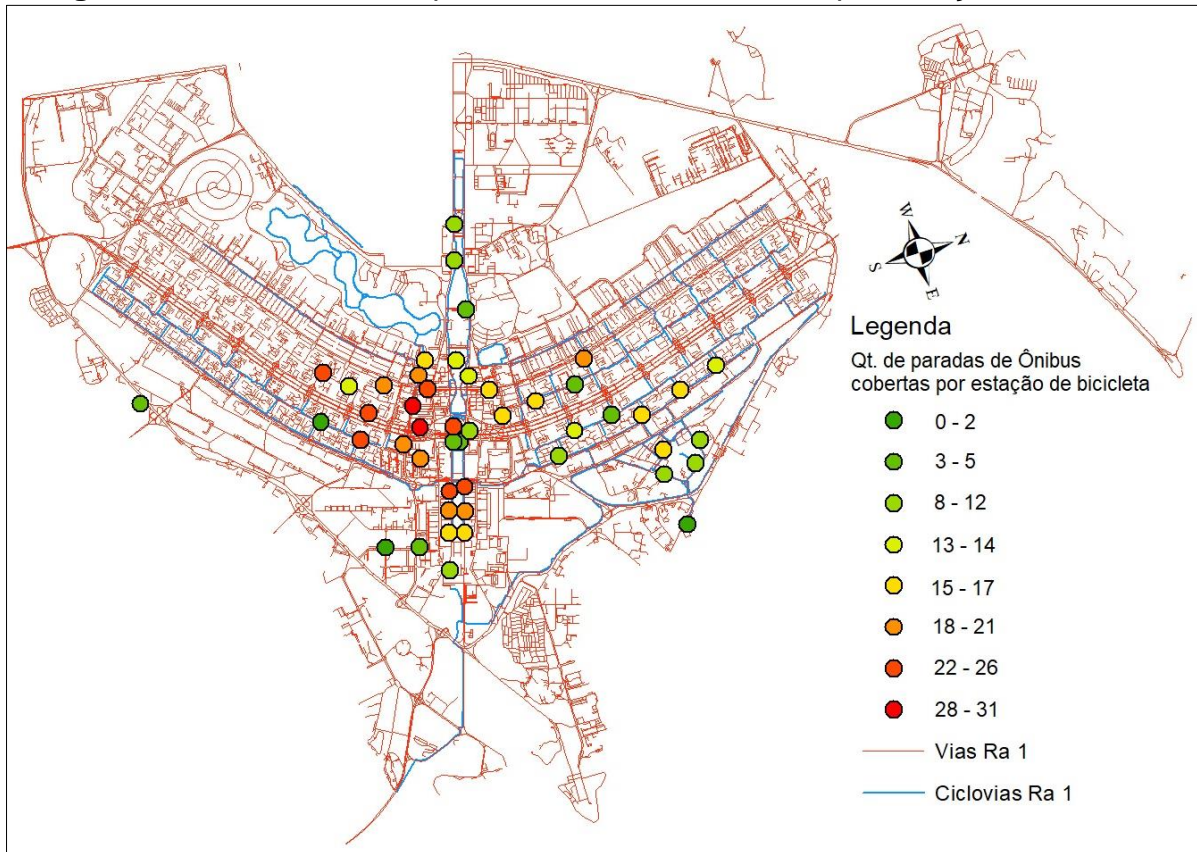 W
N
S
E
Legenda
Qt. de paradas de Ônibus
cobertas por estação de bicicleta
0 - 2
3 - 5
8 - 12
13 - 14
15 - 17
18 - 21
22 - 26
28 - 31
Vias Ra 1
Ciclovias Ra 1